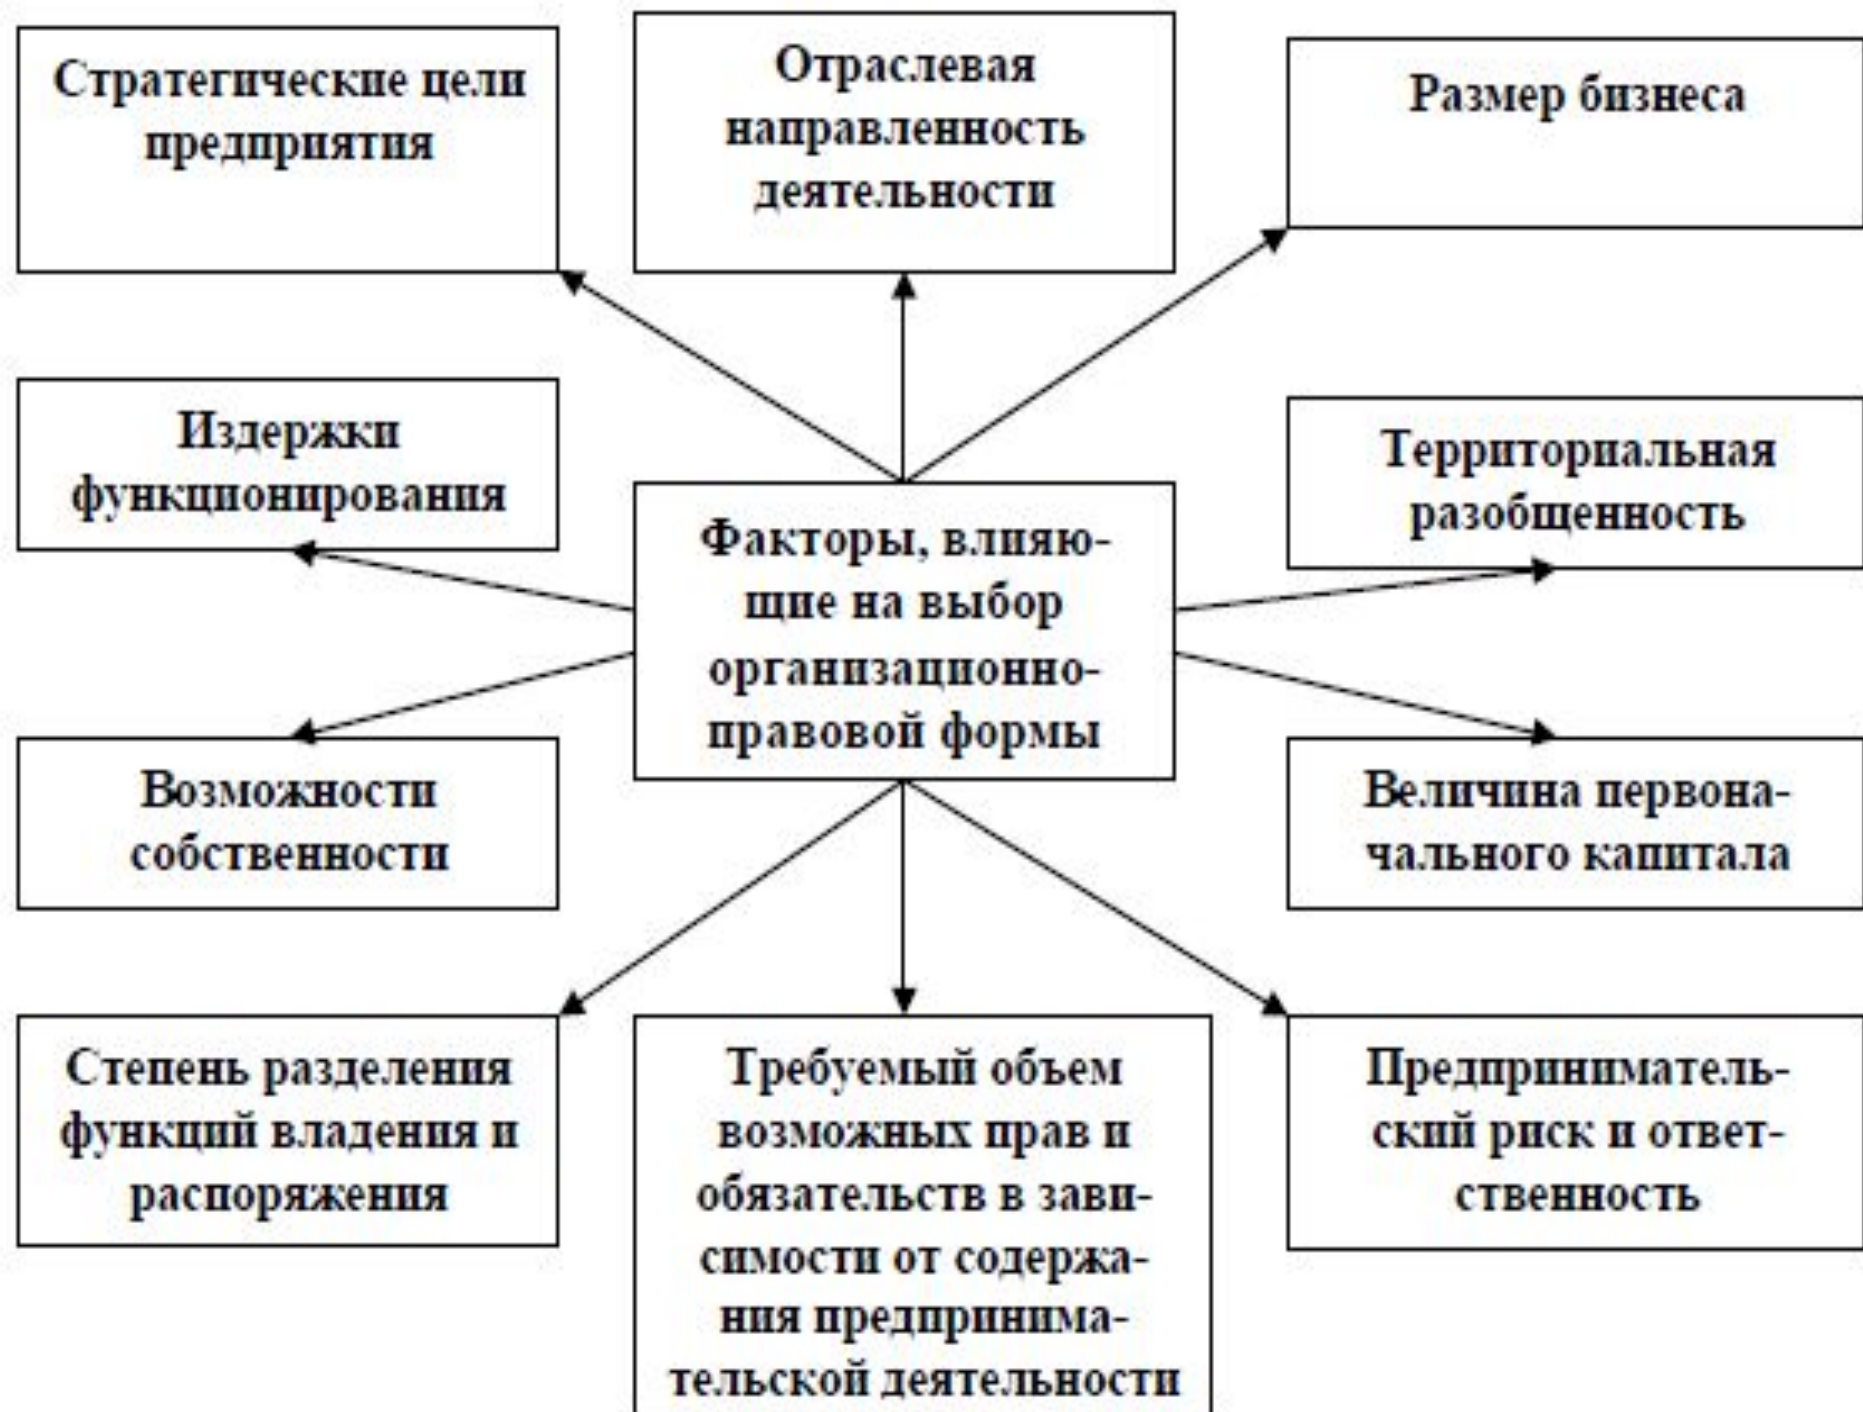 Стратегические цели
предприятия
Отраслевая
направленность
деятельности
Размер бизнеса
Издержки
функционирования
Территориальная
разобщенность
Факторы, влияю-
щие на выбор
организационно-
правовой формы
Возможности
собственности
Величина первона-
чального капитала
Степень разделения
функций владения и
распоряжения
Требуемый объем
возможных прав и
обязательств в зави-
симости от содержа-
ния предпринима-
тельской деятельности
Предприниматель-
ский риск и ответ-
ственность